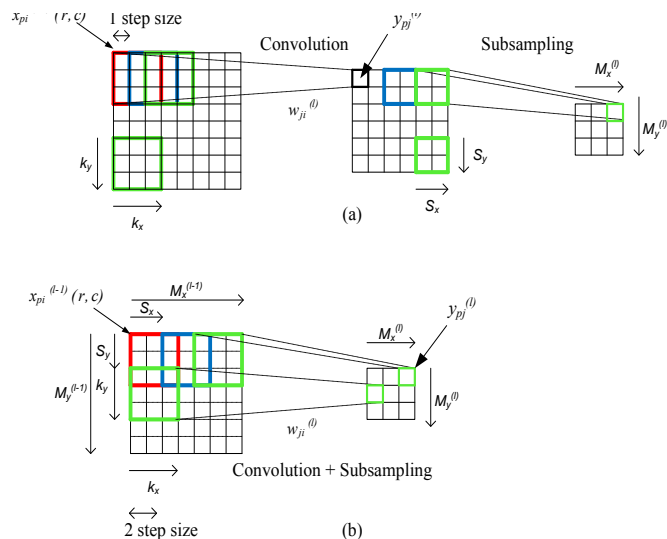 x_pi (r, c)
1 step size
Convolution
y_pj
Subsampling
M_x^(l)
w_ji^(l)
M_y^(l)
k_y
S_y
k_x
S_x
(a)
x_pi^(l-1) (r, c)
M_x^(l-1)
S_x
y_pj^(l)
M_x^(l)
S_y
k_y
M_y^(l-1)
M_y^(l)
w_ji^(l)
k_x
Convolution + Subsampling
2 step size
(b)